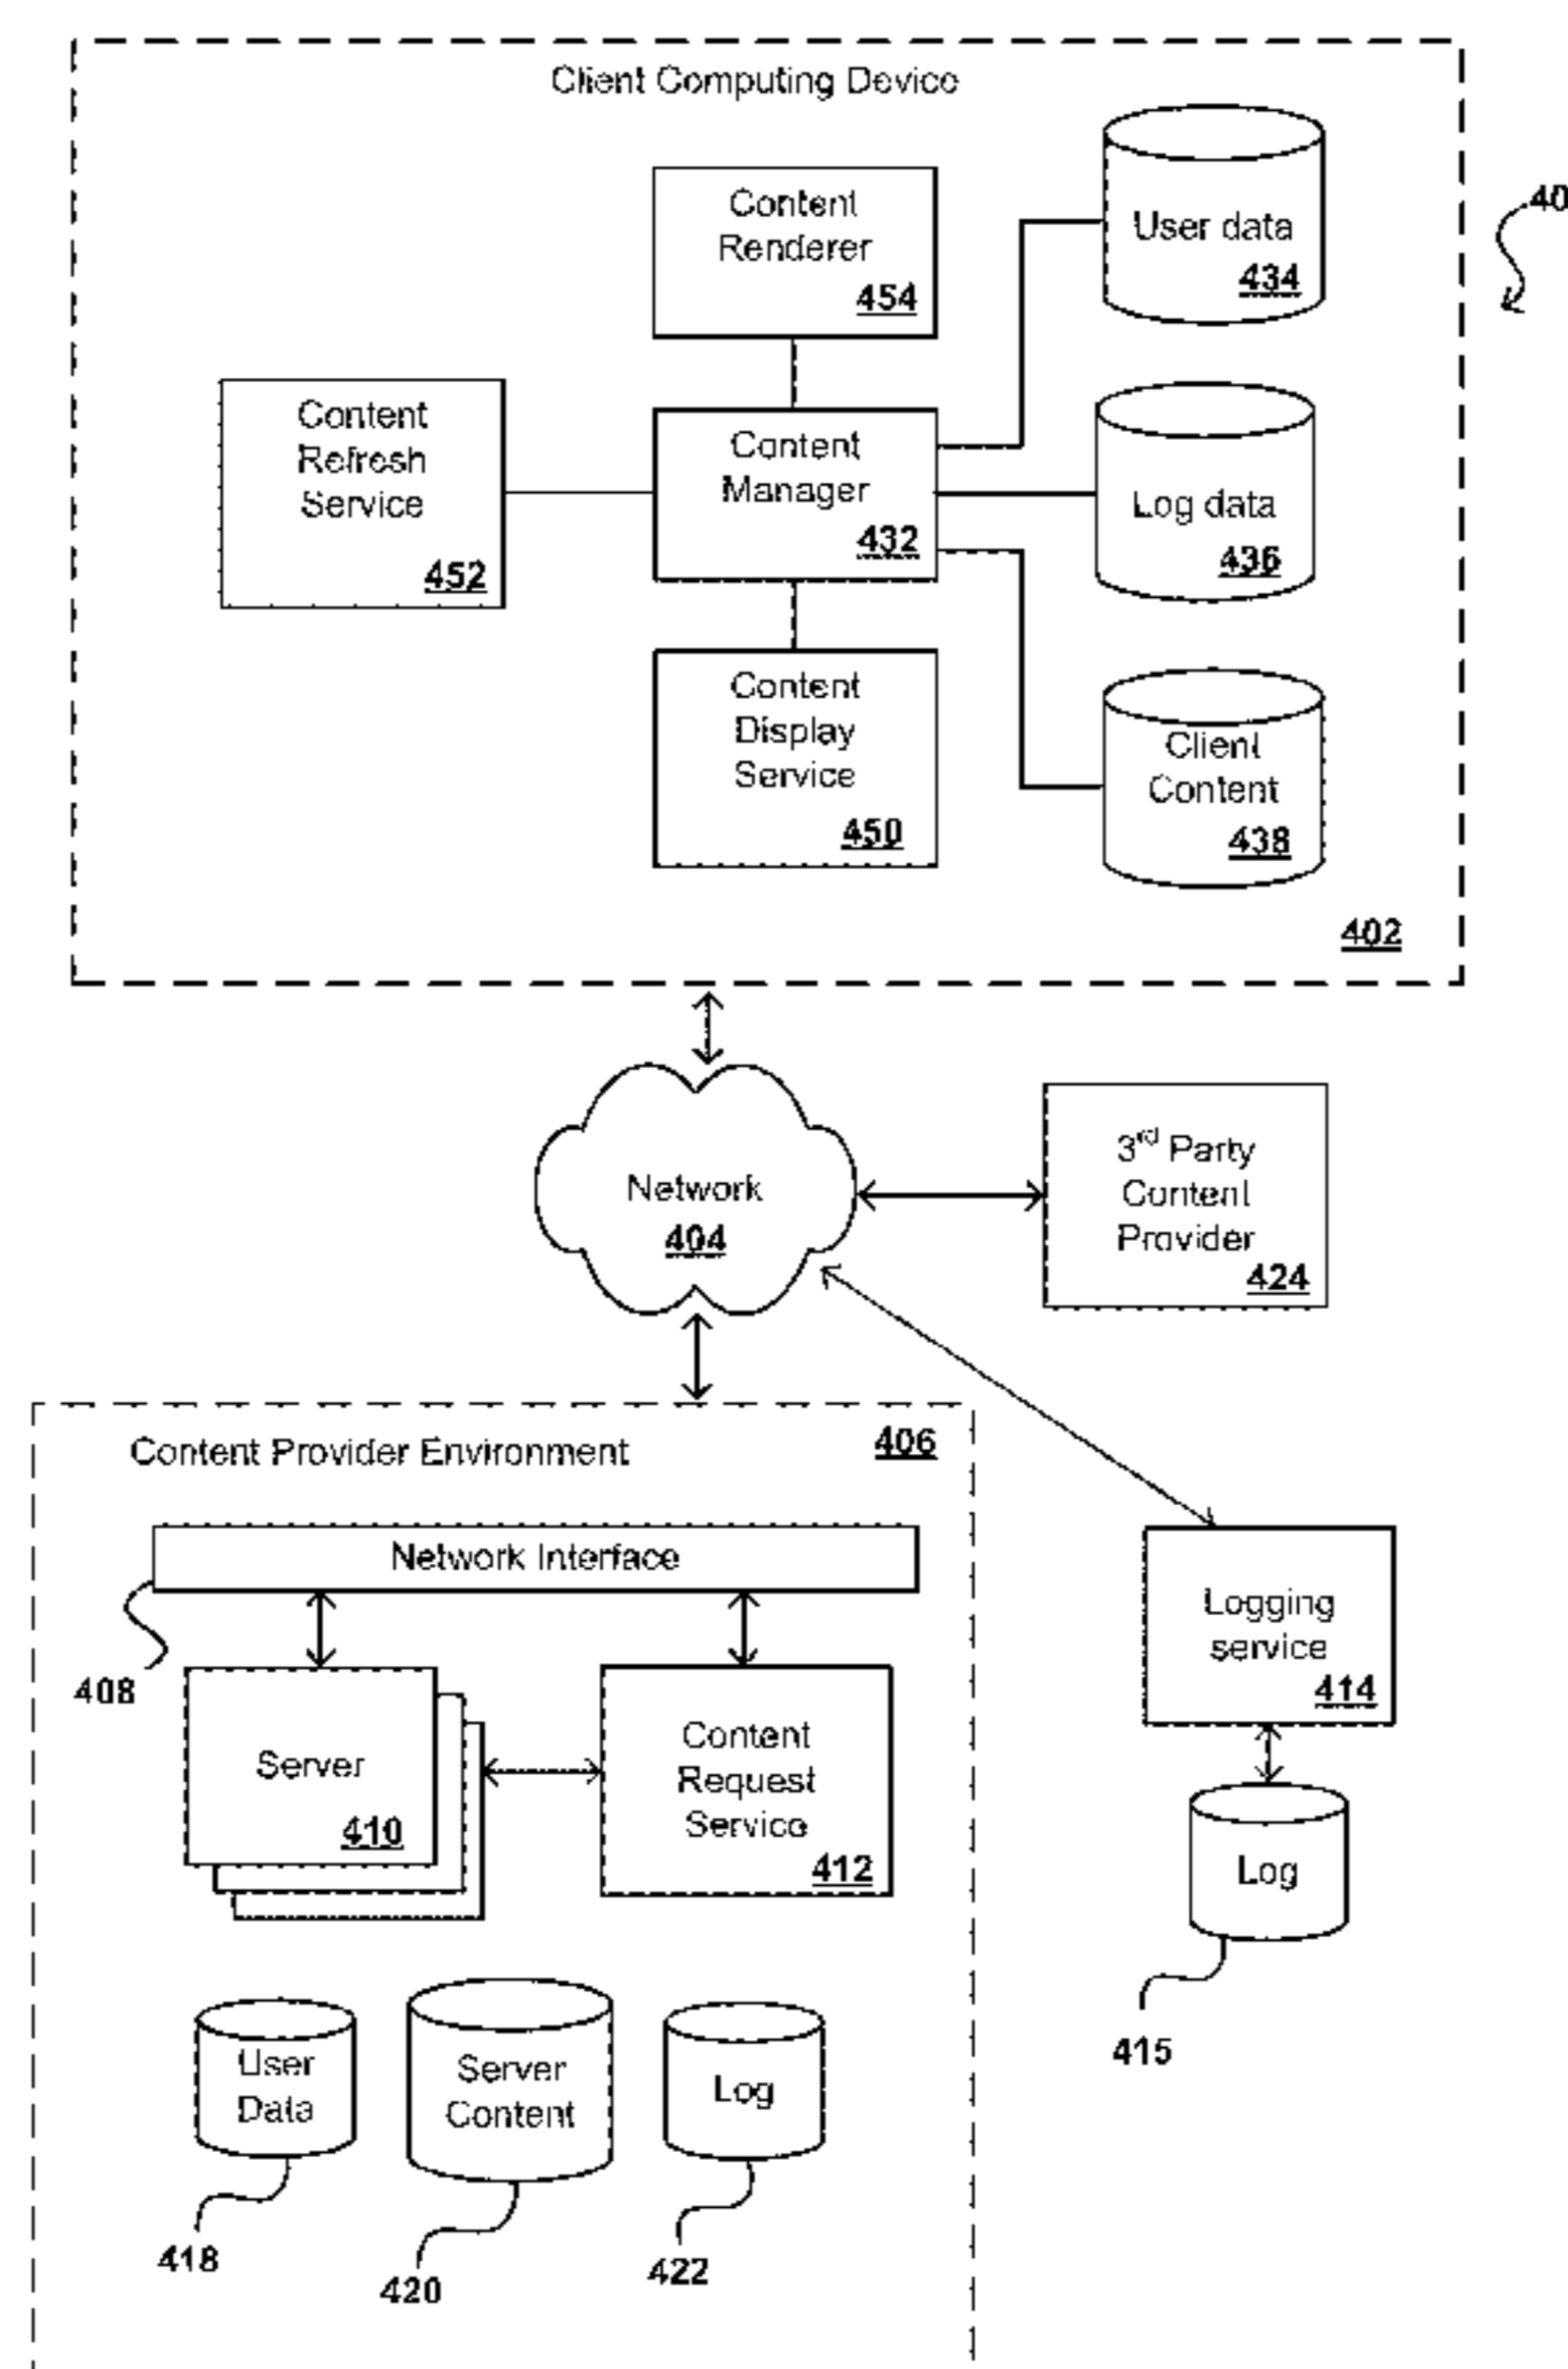 Client Computing Device
Content
Renderer
454
User data
434
40
Content
Refresh
Service
452
Content
Manager
432
Log data
436
Content
Display
Service
450
Client
Content
438
402
Network
404
3rd Party
Content
Provider
424
Content Provider Environment
406
Network Interface
408
Server
410
Content
Request
Service
412
Logging
service
414
Log
415
User
Data
418
Server
Content
420
Log
422